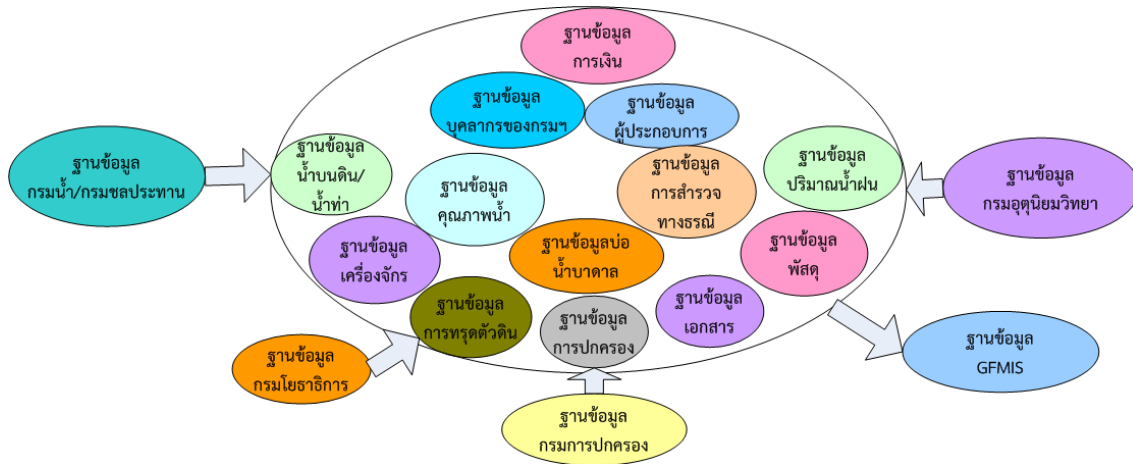 ฐานข้อมูล
การเงิน
ฐานข้อมูล
บุคลากรของกรมฯ
ฐานข้อมูล
ผู้ประกอบการ
ฐานข้อมูล
กรมน้ำ/กรมชลประทาน
ฐานข้อมูล
น้ำบนดิน/
น้ำท่า
ฐานข้อมูล
คุณภาพน้ำ
ฐานข้อมูล
การสำรวจ
ทางธรณี
ฐานข้อมูล
ปริมาณน้ำฝน
ฐานข้อมูล
กรมอุตุนิยมวิทยา
ฐานข้อมูล
เครื่องจักร
ฐานข้อมูลบ่อ
น้ำบาดาล
ฐานข้อมูล
พัสดุ
ฐานข้อมูล
การทรุดตัวดิน
ฐานข้อมูล
การปกครอง
ฐานข้อมูล
เอกสาร
ฐานข้อมูล
กรมโยธาธิการ
ฐานข้อมูล
GFMIS
ฐานข้อมูล
กรมการปกครอง